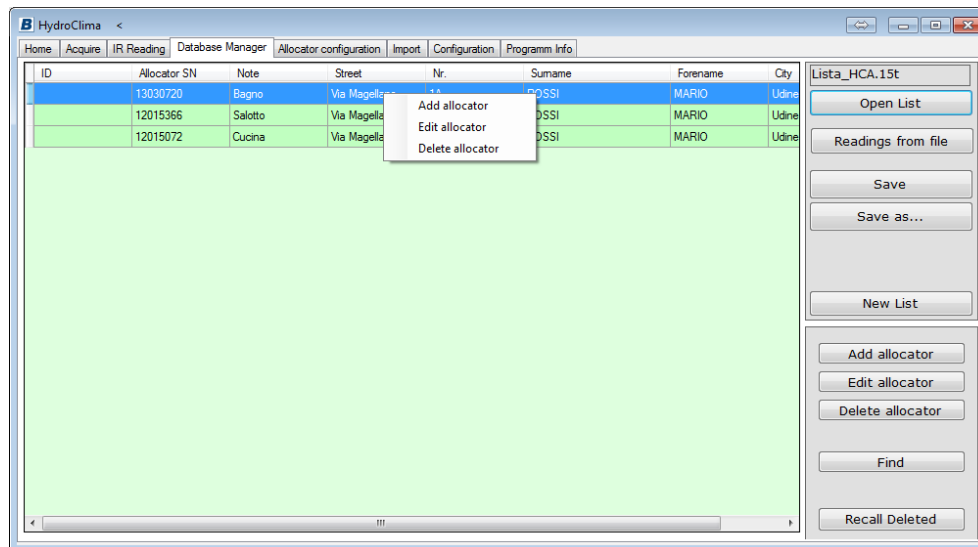 B HydroClima <
Home Acquire IR Reading Database Manager Allocator configuration Import Configuration Programm Info
ID Allocator SN Note Street Nr. Surname Forename City
13030720 Bagno Via Magellano 1A ROSSI MARIO Udine
12015366 Salotto Via Magella OSSI MARIO Udine
12015072 Cucina Via Magella OSSI MARIO Udine
Add allocator
Edit allocator
Delete allocator
Lista_HCA.15t
Open List
Readings from file
Save
Save as...
New List
Add allocator
Edit allocator
Delete allocator
Find
Recall Deleted